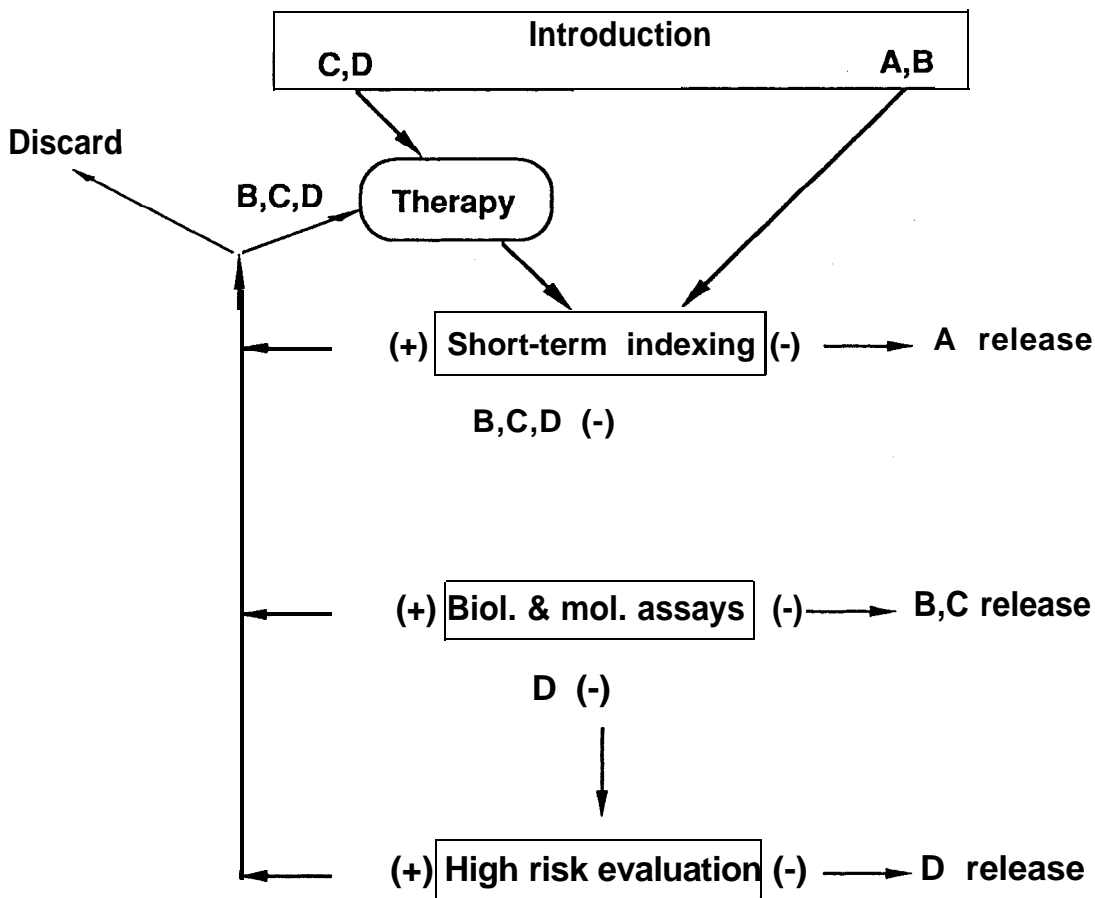 Introduction
C,D A,B
Discard
B,C,D
Therapy
(+) Short-term indexing (-) A release
B,C,D (-)
(+) Biol. & mol. assays (-) B,C release
D (-)
(+) High risk evaluation (-) D release